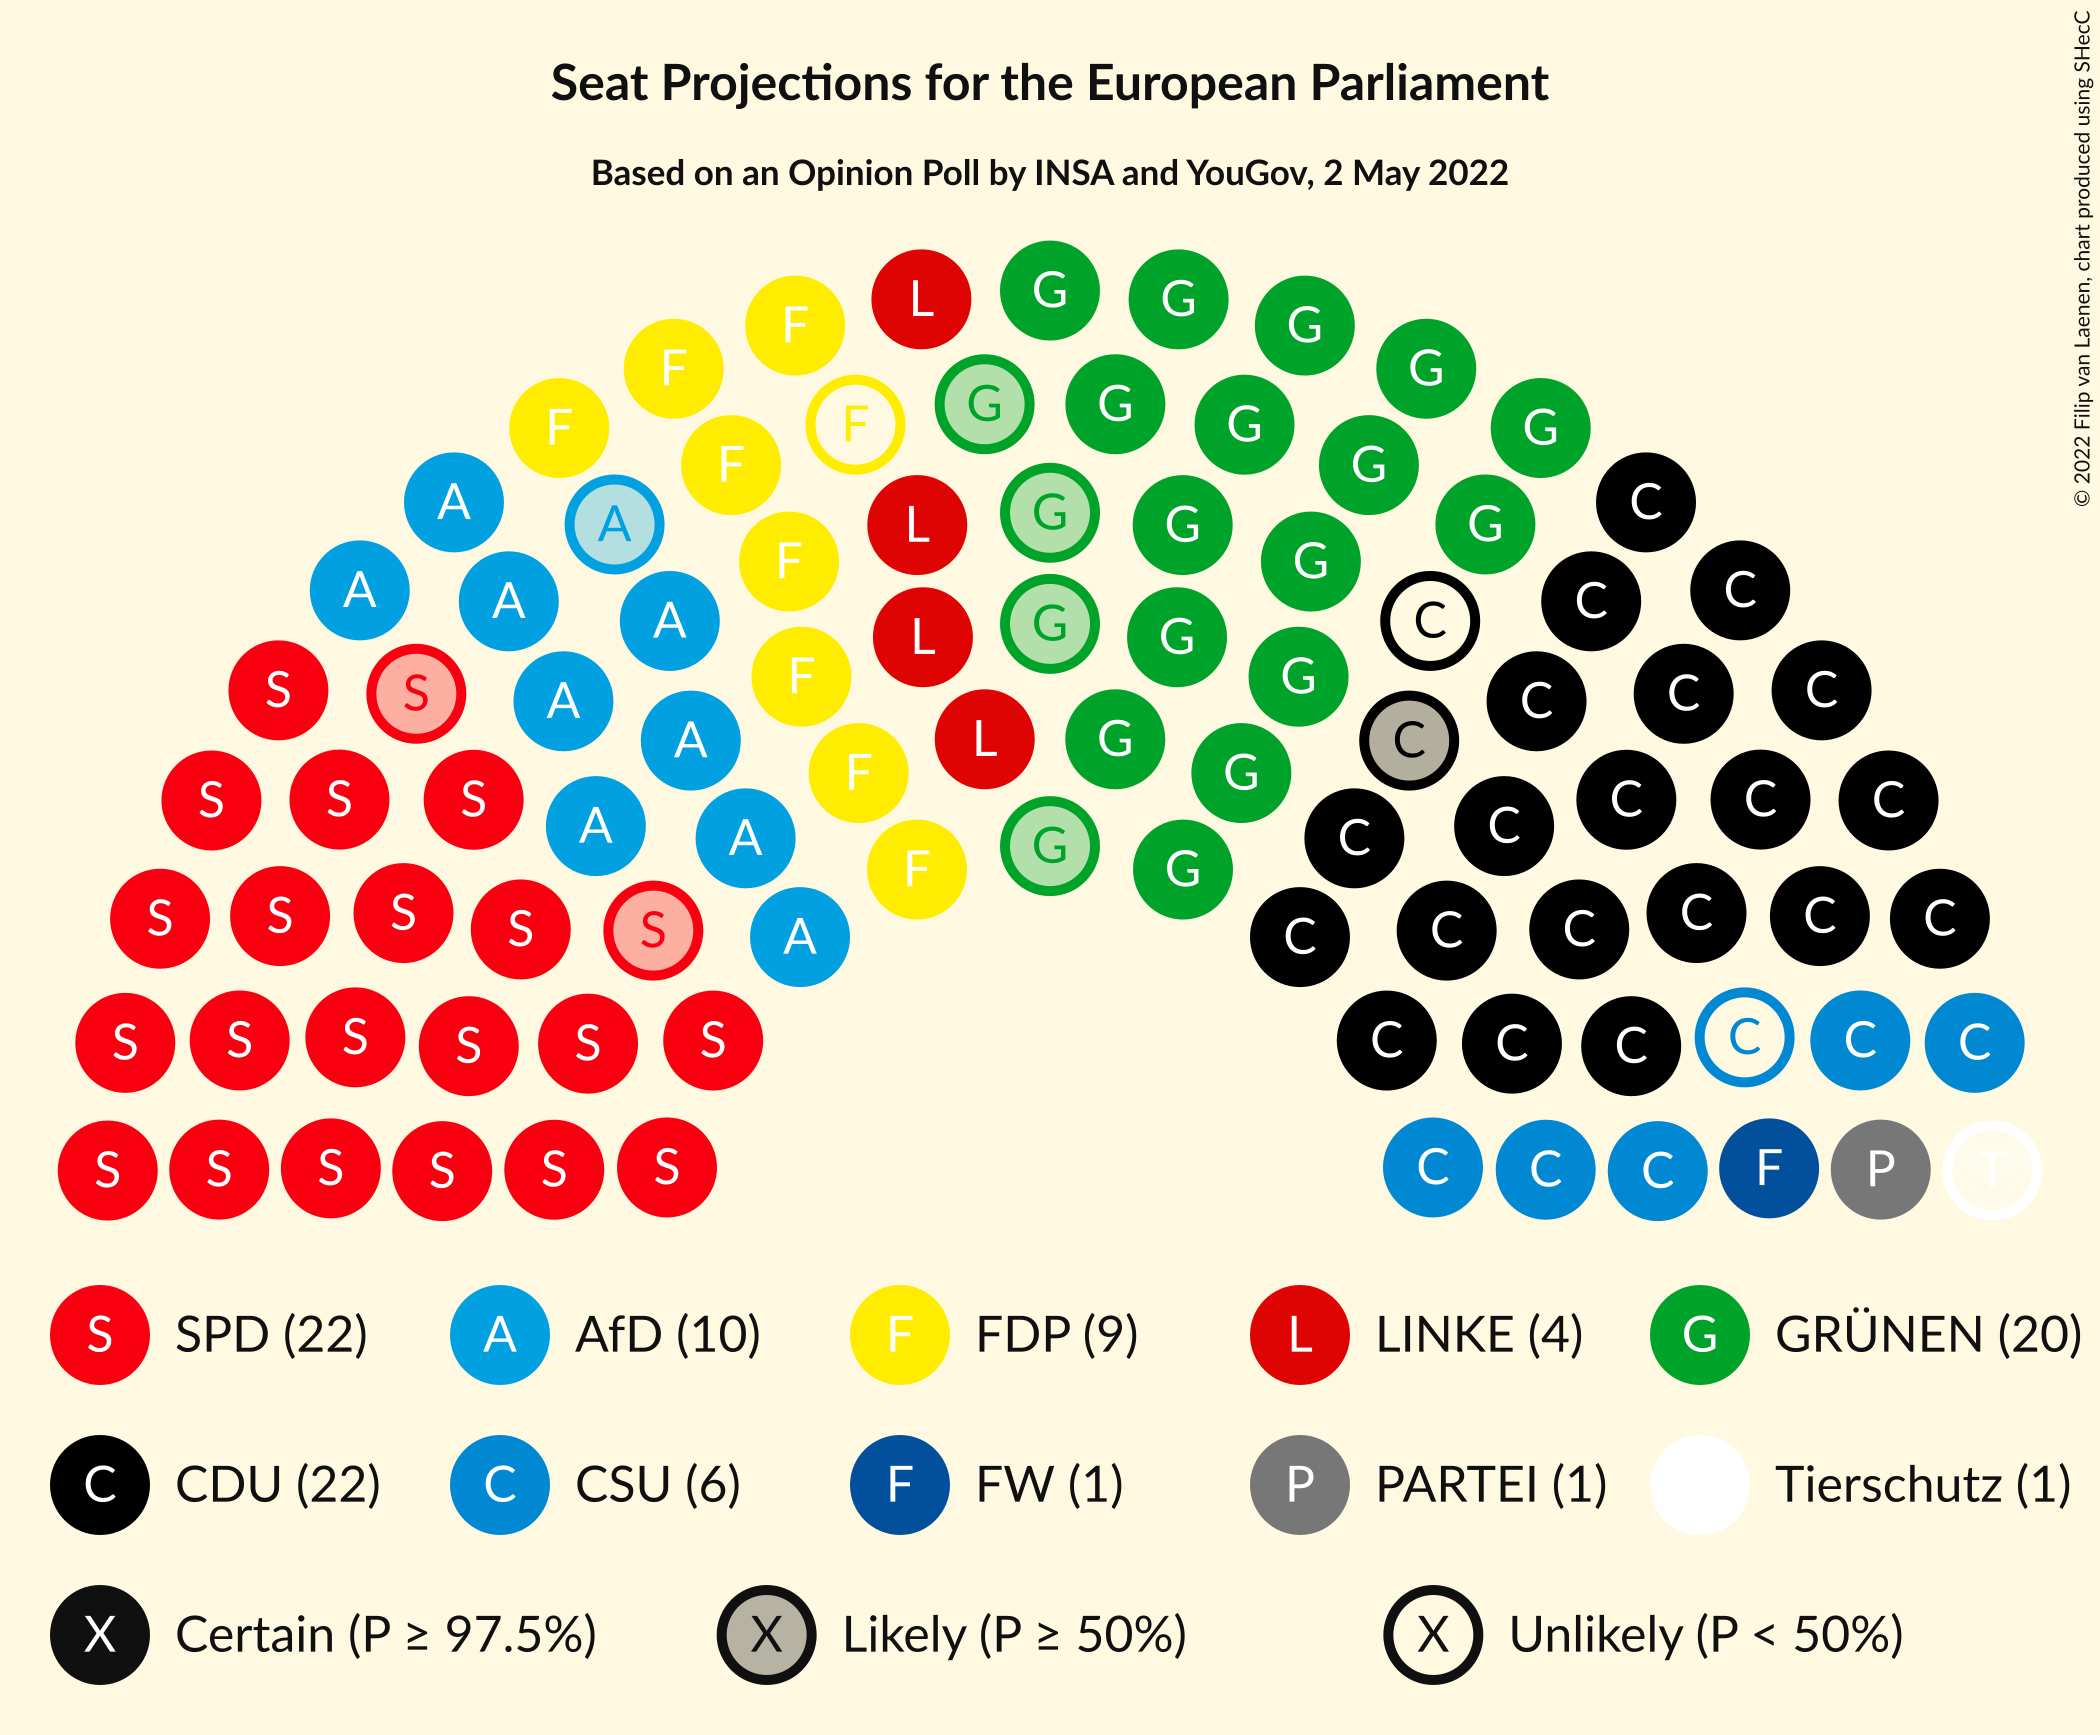 © 2022 Filip van Laenen, chart produced using SHecC
Seat Projections for the European Parliament
Based on an Opinion Poll by INSA and YouGov, 2 May 2022
F L G G G
F G
F F G G G G
F G
A A L G G G C
F G
A A A L G G C C C
S S A F G C C C
A L G C
S S S F G C C C
A A G C C
F G
S S S S S A C C C C C C
S S S S S S C C C C C C
S S S S S S C C C F P T
S SPD (22) A AfD (10) F FDP (9) L LINKE (4) G GRÜNEN (20)
C CDU (22) C CSU (6) F FW (1) P PARTEI (1) Tierschutz (1)
X Certain (P ≥ 97.5%) X Likely (P ≥ 50%) X Unlikely (P < 50%)